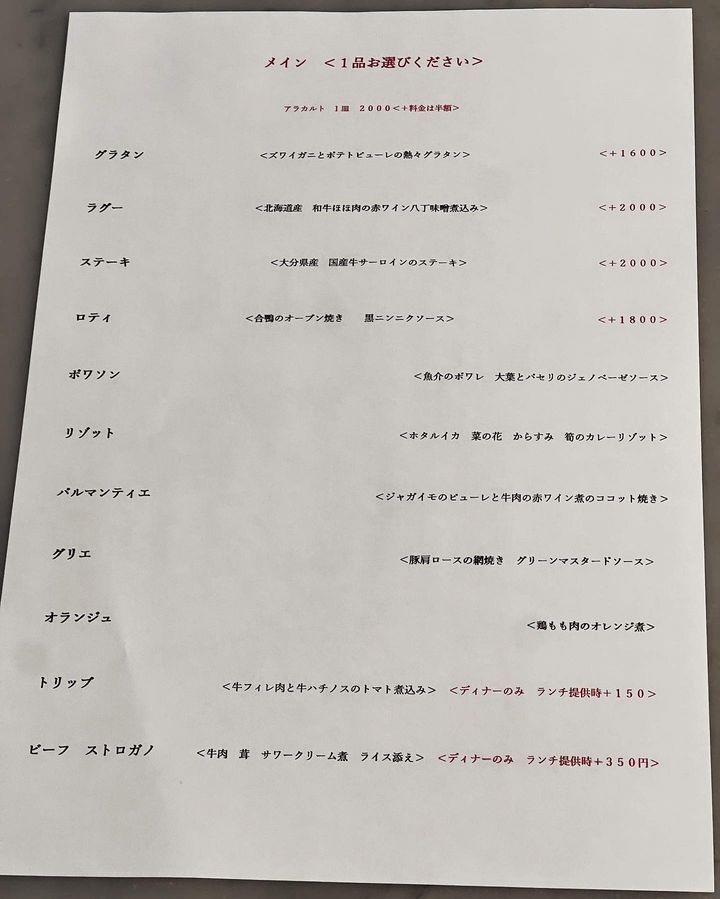 メイン　＜１品お選びください＞
アラカルト　１皿　２０００＜＋料金は半額＞
グラタン　＜ズワイガニとポテトピューレの熱々グラタン＞　＜＋１６００＞
ラグー　＜北海道産　和牛ほほ肉の赤ワイン八丁味噌煮込み＞　＜＋２０００＞
ステーキ　＜大分県産　国産牛サーロインのステーキ＞　＜＋２０００＞
ロティ　＜合鴨のオーブン焼き　　黒ニンニクソース＞　＜＋１８００＞
ポワソン　＜魚介のポワレ　大葉とパセリのジェノベーゼソース＞
リゾット　＜ホタルイカ　菜の花　からすみ　筍のカレーリゾット＞
パルマンティエ　＜ジャガイモのピューレと牛肉の赤ワイン煮のココット焼き＞
グリエ　＜豚肩ロースの網焼き　グリーンマスタードソース＞
オランジュ　＜鶏もも肉のオレンジ煮＞
トリップ　＜牛フィレ肉と牛ハチノスのトマト煮込み＞　＜ディナーのみ　ランチ提供時＋１５０＞
ビーフ　ストロガノ　＜牛肉　茸　サワークリーム煮　ライス添え＞　＜ディナーのみ　ランチ提供時＋３５０円＞